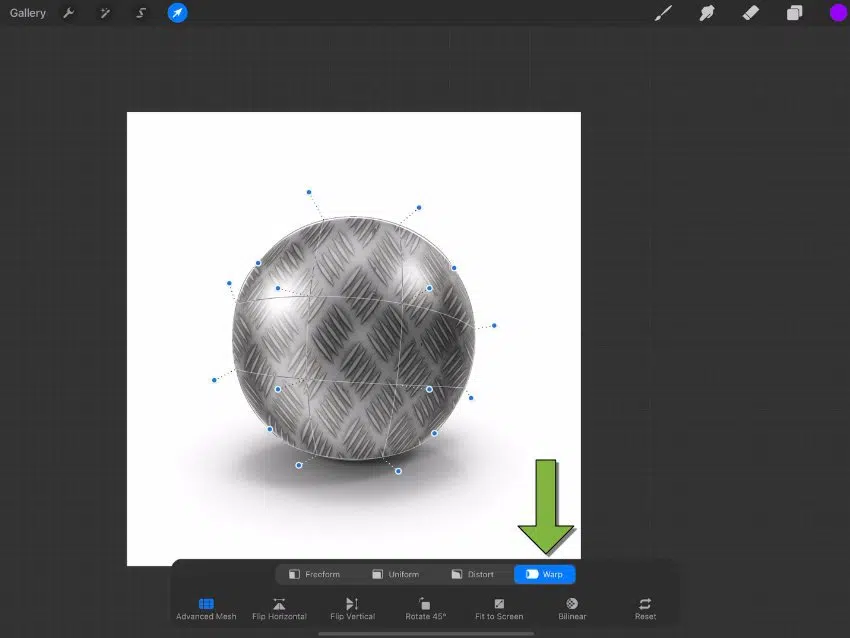 Gallery
Freeform Uniform Distort Warp
Advanced Mesh Flip Horizontal Flip Vertical Rotate 45° Fit to Screen Bilinear Reset